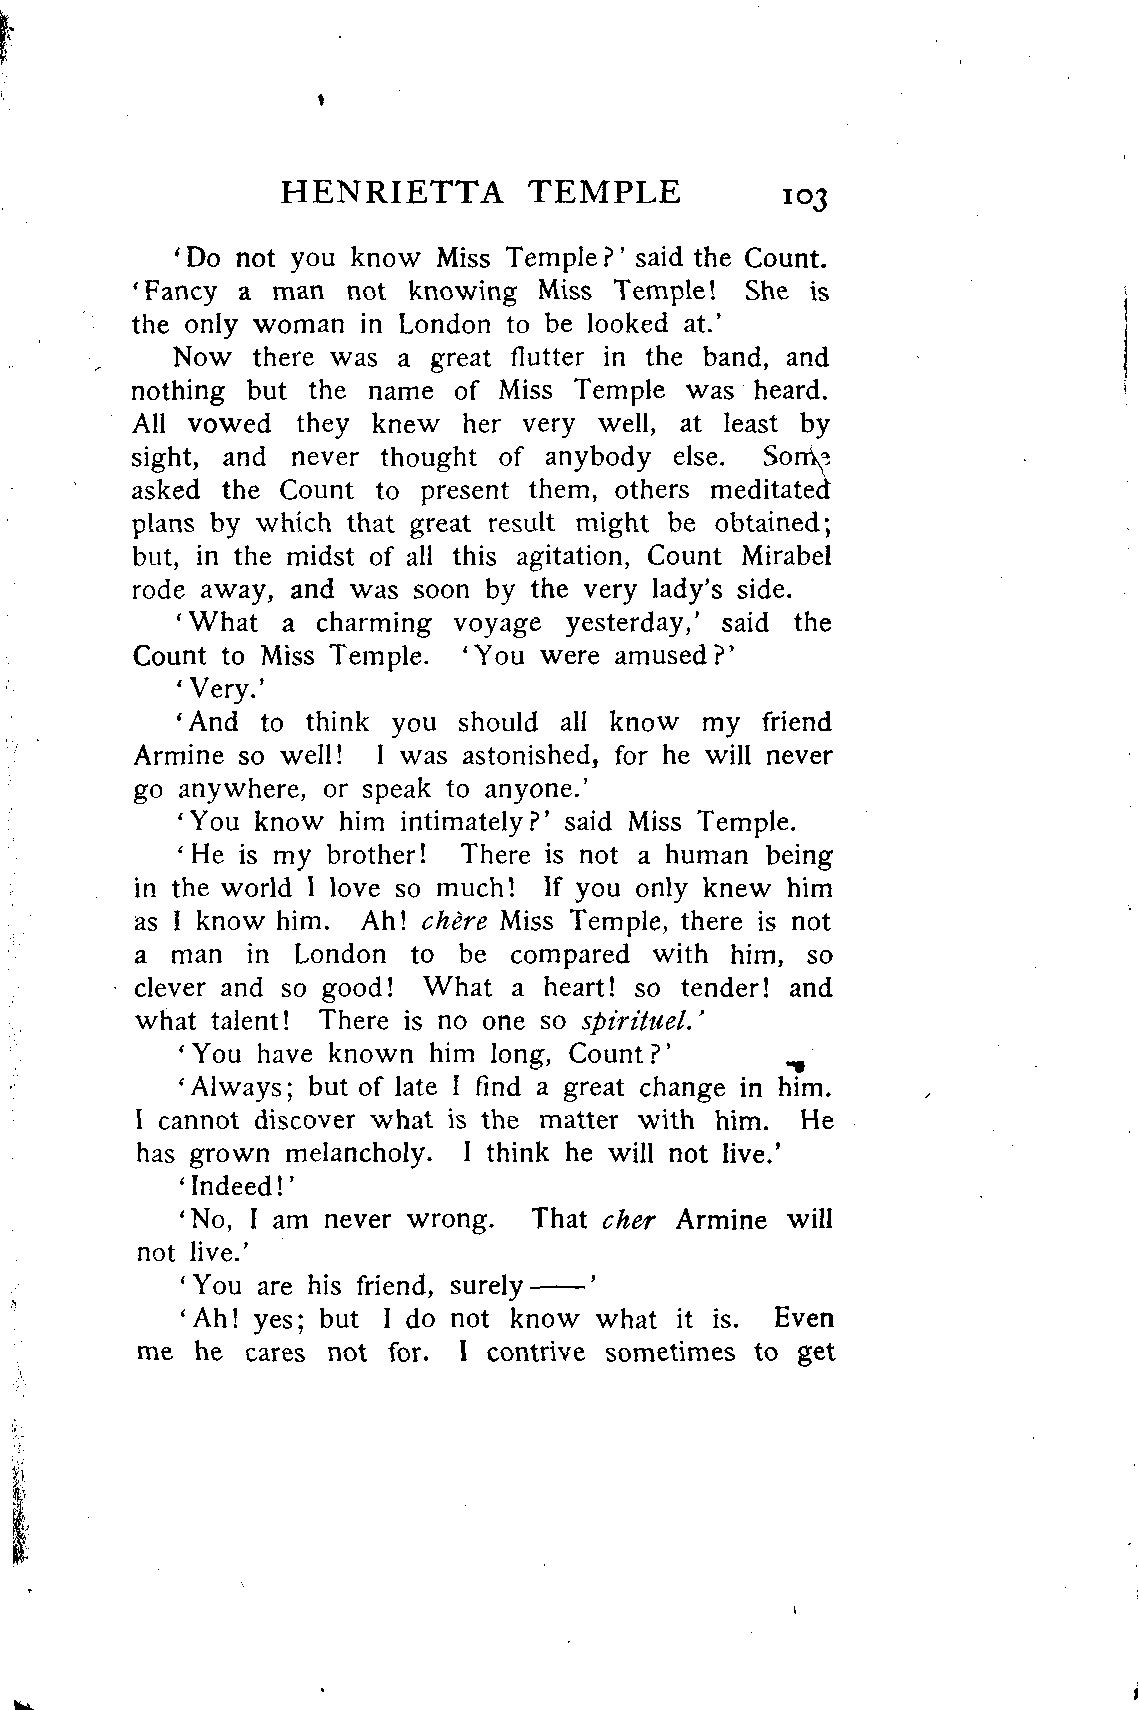 HENRIETTA TEMPLE 103
‘Do not you know Miss Temple?’ said the Count.
‘Fancy a man not knowing Miss Temple! She is
the only woman in London to be looked at.’
Now there was a great flutter in the band, and
nothing but the name of Miss Temple was heard.
All vowed they knew her very well, at least by
sight, and never thought of anybody else. Some
asked the Count to present them, others meditated
plans by which that great result might be obtained;
but, in the midst of all this agitation, Count Mirabel
rode away, and was soon by the very lady’s side.
‘What a charming voyage yesterday,’ said the
Count to Miss Temple. ‘You were amused?’
‘Very.’
‘And to think you should all know my friend
Armine so well! I was astonished, for he will never
go anywhere, or speak to anyone.’
‘You know him intimately?’ said Miss Temple.
‘He is my brother! There is not a human being
in the world I love so much! If you only knew him
as I know him. Ah! chère Miss Temple, there is not
a man in London to be compared with him, so
clever and so good! What a heart! so tender! and
what talent! There is no one so spirituel.’
‘You have known him long, Count?’
‘Always; but of late I find a great change in him.
I cannot discover what is the matter with him. He
has grown melancholy. I think he will not live.’
‘Indeed!’
‘No, I am never wrong. That cher Armine will
not live.’
‘You are his friend, surely——’
‘Ah! yes; but I do not know what it is. Even
me he cares not for. I contrive sometimes to get